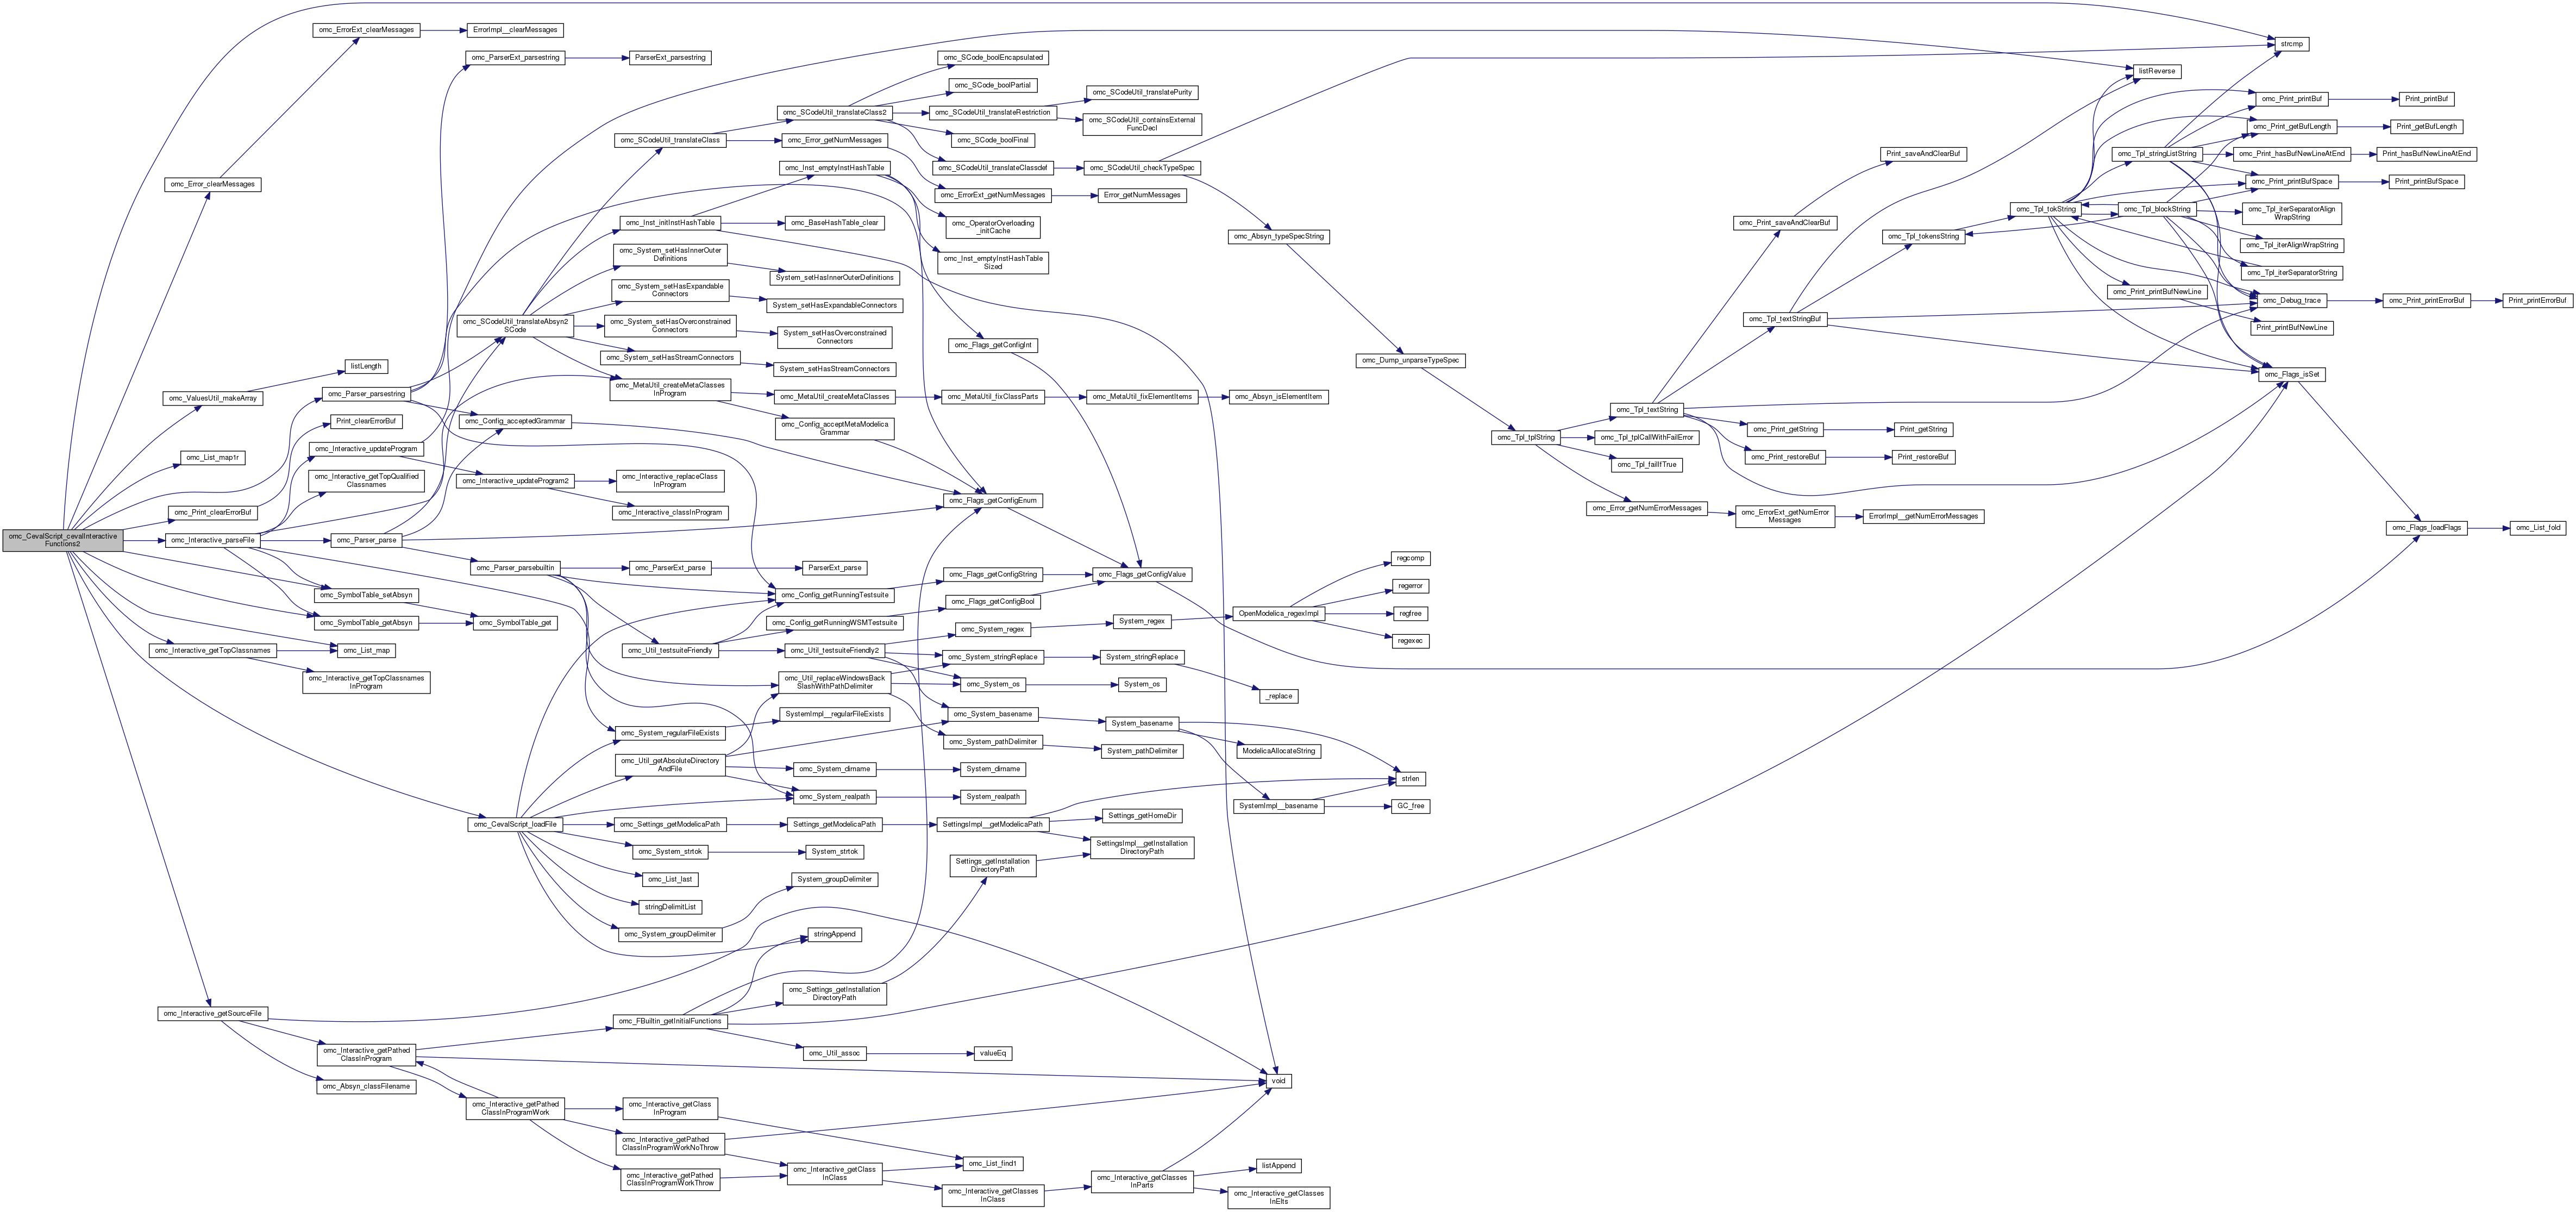 omc_CevalScript_cevalInteractive
Functions2
omc_Error_clearMessages
omc_ValuesUtil_makeArray
omc_List_map1r
omc_Print_clearErrorBuf
omc_Interactive_parseFile
omc_Interactive_getTopClassnames
omc_Interactive_getSourceFile
omc_ErrorExt_clearMessages
listLength
omc_Parser_parsestring
Print_clearErrorBuf
omc_Interactive_updateProgram
omc_Interactive_getTopQualified
Classnames
omc_Parser_parse
omc_SymbolTable_setAbsyn
omc_SymbolTable_getAbsyn
omc_List_map
omc_Interactive_getTopClassnames
InProgram
omc_Interactive_getPathed
ClassInProgram
omc_Absyn_classFilename
ErrorImpl__clearMessages
omc_ParserExt_parsestring
omc_SCodeUtil_translateAbsyn2
SCode
omc_Config_acceptedGrammar
omc_Interactive_updateProgram2
omc_Parser_parsebuiltin
omc_SymbolTable_get
omc_CevalScript_loadFile
omc_Interactive_getPathed
ClassInProgramWork
ParserExt_parsestring
omc_SCodeUtil_translateClass
omc_Inst_initInstHashTable
omc_System_setHasInnerOuter
Definitions
omc_System_setHasExpandable
Connectors
omc_System_setHasOverconstrained
Connectors
omc_System_setHasStreamConnectors
omc_MetaUtil_createMetaClasses
InProgram
omc_Interactive_replaceClass
InProgram
omc_Interactive_classInProgram
omc_ParserExt_parse
omc_Util_testsuiteFriendly
omc_System_regularFileExists
omc_Util_getAbsoluteDirectory
AndFile
omc_Settings_getModelicaPath
omc_System_strtok
omc_List_last
stringDelimitList
omc_System_groupDelimiter
omc_FBuiltin_getInitialFunctions
omc_Interactive_getClass
InProgram
omc_Interactive_getPathed
ClassInProgramWorkNoThrow
omc_Interactive_getPathed
ClassInProgramWorkThrow
omc_SCodeUtil_translateClass2
omc_Error_getNumMessages
omc_Inst_emptyInstHashTable
omc_BaseHashTable_clear
System_setHasInnerOuterDefinitions
System_setHasExpandableConnectors
System_setHasOverconstrained
Connectors
System_setHasStreamConnectors
omc_MetaUtil_createMetaClasses
omc_Config_acceptMetaModelica
Grammar
ParserExt_parse
omc_Config_getRunningTestsuite
omc_Config_getRunningWSMTestsuite
omc_Util_testsuiteFriendly2
omc_Util_replaceWindowsBack
SlashWithPathDelimiter
SystemImpl__regularFileExists
omc_System_dirname
omc_System_realpath
Settings_getModelicaPath
System_strtok
System_groupDelimiter
stringAppend
omc_Settings_getInstallation
DirectoryPath
omc_Util_assoc
omc_Interactive_getClass
InClass
omc_SCode_boolEncapsulated
omc_SCode_boolPartial
omc_SCodeUtil_translateRestriction
omc_SCode_boolFinal
omc_SCodeUtil_translateClassdef
omc_ErrorExt_getNumMessages
omc_OperatorOverloading
_initCache
omc_Inst_emptyInstHashTable
Sized
omc_Flags_getConfigInt
omc_MetaUtil_fixClassParts
omc_Flags_getConfigEnum
omc_Flags_getConfigString
omc_Flags_getConfigBool
omc_System_regex
omc_System_stringReplace
omc_System_os
omc_System_basename
omc_System_pathDelimiter
System_dirname
System_realpath
SettingsImpl__getModelicaPath
Settings_getInstallation
DirectoryPath
valueEq
omc_List_find1
omc_Interactive_getClasses
InClass
omc_SCodeUtil_translatePurity
omc_SCodeUtil_containsExternal
FuncDecl
omc_SCodeUtil_checkTypeSpec
Error_getNumMessages
omc_MetaUtil_fixElementItems
omc_Flags_getConfigValue
System_regex
System_stringReplace
System_os
System_basename
System_pathDelimiter
Settings_getHomeDir
SettingsImpl__getInstallation
DirectoryPath
omc_Interactive_getClasses
InParts
omc_Absyn_typeSpecString
omc_Absyn_isElementItem
OpenModelica_regexImpl
_replace
ModelicaAllocateString
SystemImpl__basename
void
listAppend
omc_Interactive_getClasses
InElts
omc_Dump_unparseTypeSpec
regcomp
regerror
regfree
regexec
strlen
GC_free
omc_Tpl_tplString
omc_Tpl_textString
omc_Tpl_tplCallWithFailError
omc_Tpl_failIfTrue
omc_Error_getNumErrorMessages
omc_Print_saveAndClearBuf
omc_Tpl_textStringBuf
omc_Print_getString
omc_Print_restoreBuf
omc_ErrorExt_getNumError
Messages
Print_saveAndClearBuf
omc_Tpl_tokensString
Print_getString
Print_restoreBuf
ErrorImpl__getNumErrorMessages
omc_Tpl_tokString
listReverse
omc_Tpl_stringListString
omc_Tpl_blockString
omc_Print_printBufNewLine
strcmp
omc_Print_printBuf
omc_Print_getBufLength
omc_Print_hasBufNewLineAtEnd
omc_Print_printBufSpace
omc_Tpl_iterSeparatorAlign
WrapString
omc_Tpl_iterAlignWrapString
omc_Tpl_iterSeparatorString
omc_Debug_trace
Print_printBufNewLine
omc_Flags_isSet
Print_printBuf
Print_getBufLength
Print_hasBufNewLineAtEnd
Print_printBufSpace
omc_Print_printErrorBuf
Print_printErrorBuf
omc_Flags_loadFlags
omc_List_fold